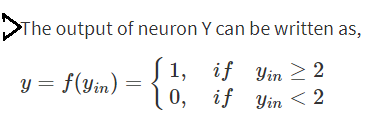 The output of neuron Y can be written as,
y = f(y_in) = { 1, if y_in ≥ 2
0, if y_in < 2